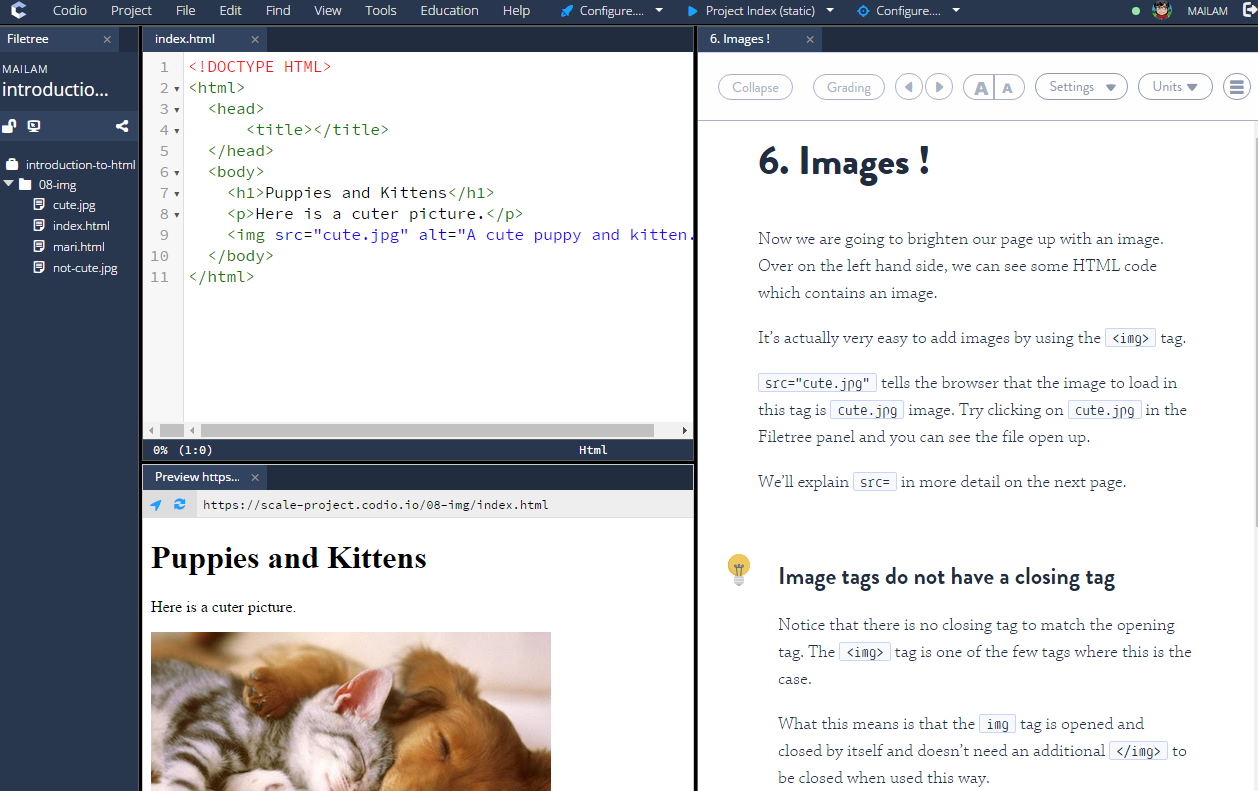 Codio Project File Edit Find View Tools Education Help Configure.... Project Index (static) Configure.... MAILAM
Filetree ×
MAILAM
introductio...
introduction-to-html
08-img
cute.jpg
index.html
mari.html
not-cute.jpg
index.html ×
1 <!DOCTYPE HTML>
2 <html>
3 <head>
4 <title></title>
5 </head>
6 <body>
7 <h1>Puppies and Kittens</h1>
8 <p>Here is a cuter picture.</p>
9 <img src="cute.jpg" alt="A cute puppy and kitten.
10 </body>
11 </html>
0% (1:0) Html
Preview https... ×
https://scale-project.codio.io/08-img/index.html
Puppies and Kittens
Here is a cuter picture.
6. Images ! ×
Collapse Grading A A Settings Units
6. Images !
Now we are going to brighten our page up with an image.
Over on the left hand side, we can see some HTML code
which contains an image.
It's actually very easy to add images by using the <img> tag.
src="cute.jpg" tells the browser that the image to load in
this tag is cute.jpg image. Try clicking on cute.jpg in the
Filetree panel and you can see the file open up.
We'll explain src= in more detail on the next page.
Image tags do not have a closing tag
Notice that there is no closing tag to match the opening
tag. The <img> tag is one of the few tags where this is the
case.
What this means is that the img tag is opened and
closed by itself and doesn't need an additional </img> to
be closed when used this way.